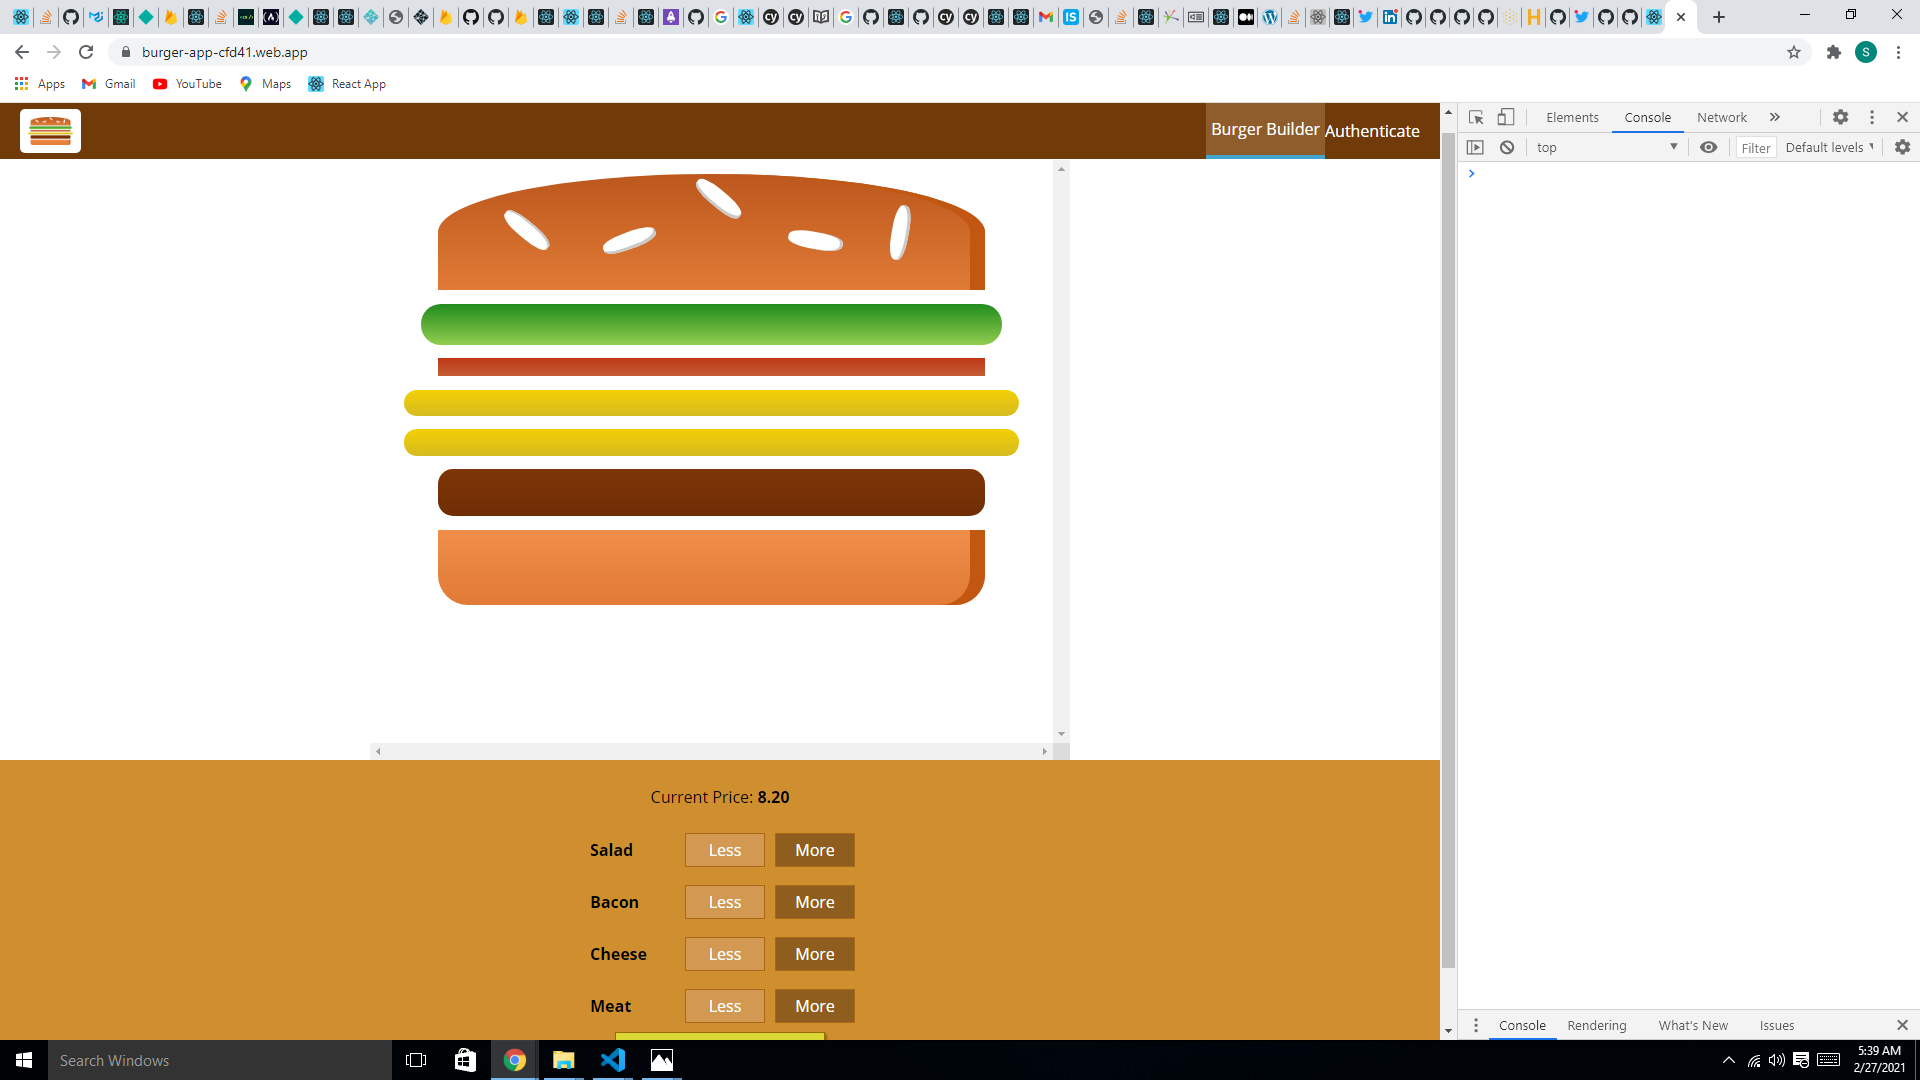 burger-app-cfd41.web.app
S
Apps
Gmail
YouTube
Maps
React App
Burger Builder
Authenticate
Elements
Console
Network
top
Filter
Default levels
Current Price: 8.20
Salad Less More
Bacon Less More
Cheese Less More
Meat Less More
Console
Rendering
What's New
Issues
Search Windows
5:39 AM
2/27/2021